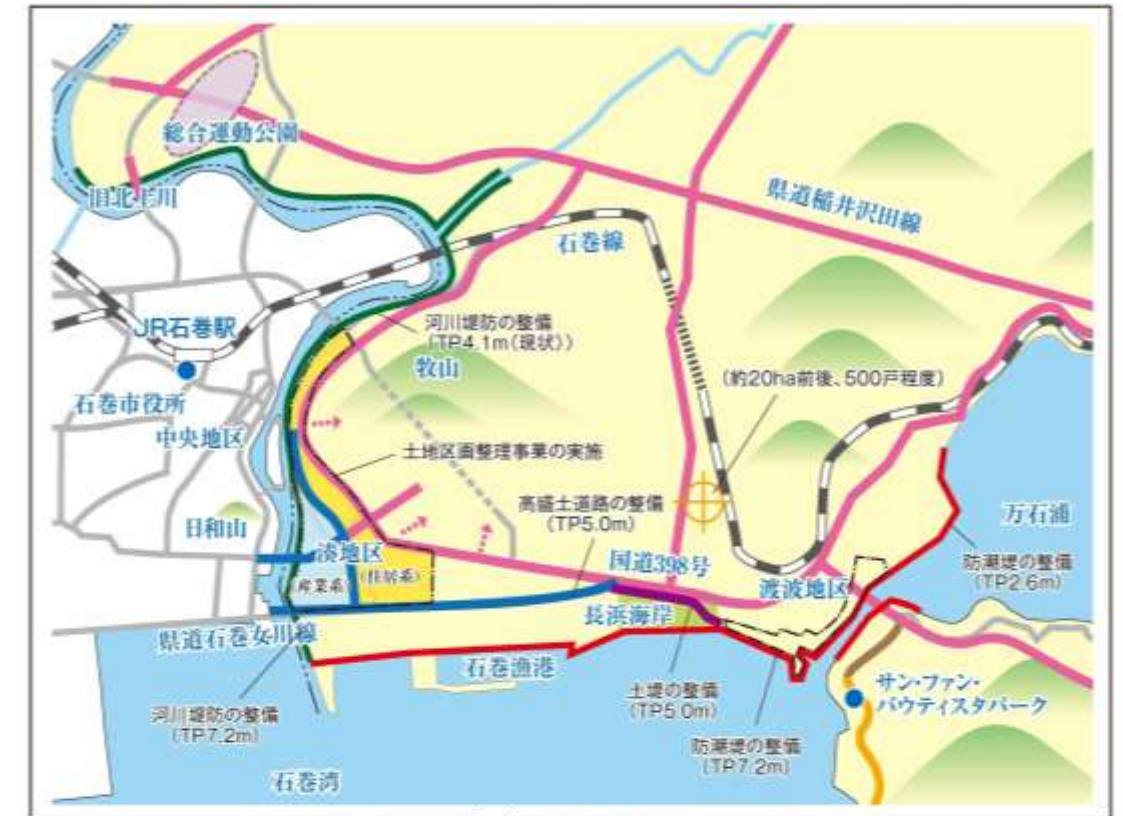 総合運動公園
旧北上川
県道稲井沢田線
石巻線
JR石巻駅
河川堤防の整備
(TP4.1m(現状))
牧山
(約20ha前後、500戸程度)
石巻市役所
中央地区
土地区画整理事業の実施
高盛土道路の整備
(TP5.0m)
日和山
万石浦
湊地区
国道398号
防潮堤の整備
(TP2.6m)
産業系
(住居系)
渡波地区
長浜海岸
県道石巻女川線
石巻漁港
サン・ファン・
バウティスタパーク
土堤の整備
(TP5.0m)
河川堤防の整備
(TP7.2m)
防潮堤の整備
(TP7.2m)
石巻湾